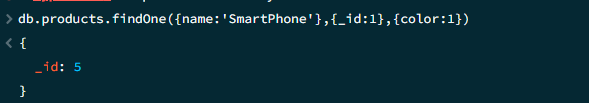 > db.products.findOne({name:'SmartPhone'},{_id:1},{color:1})
< {
_id: 5
}